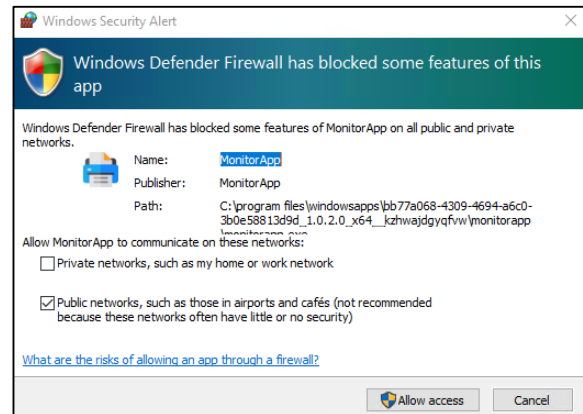 Windows Security Alert
Windows Defender Firewall has blocked some features of this
app
Windows Defender Firewall has blocked some features of MonitorApp on all public and private
networks.
Name: MonitorApp
Publisher: MonitorApp
Path: C:\program files\windowsapps\bb77a068-4309-4694-a6c0-
3b0e58813d9d_1.0.2.0_x64__kzhwajdgyqfvw\monitorapp
\monitorapp.exe
Allow MonitorApp to communicate on these networks:
Private networks, such as my home or work network
Public networks, such as those in airports and cafés (not recommended
because these networks often have little or no security)
What are the risks of allowing an app through a firewall?
Allow access Cancel